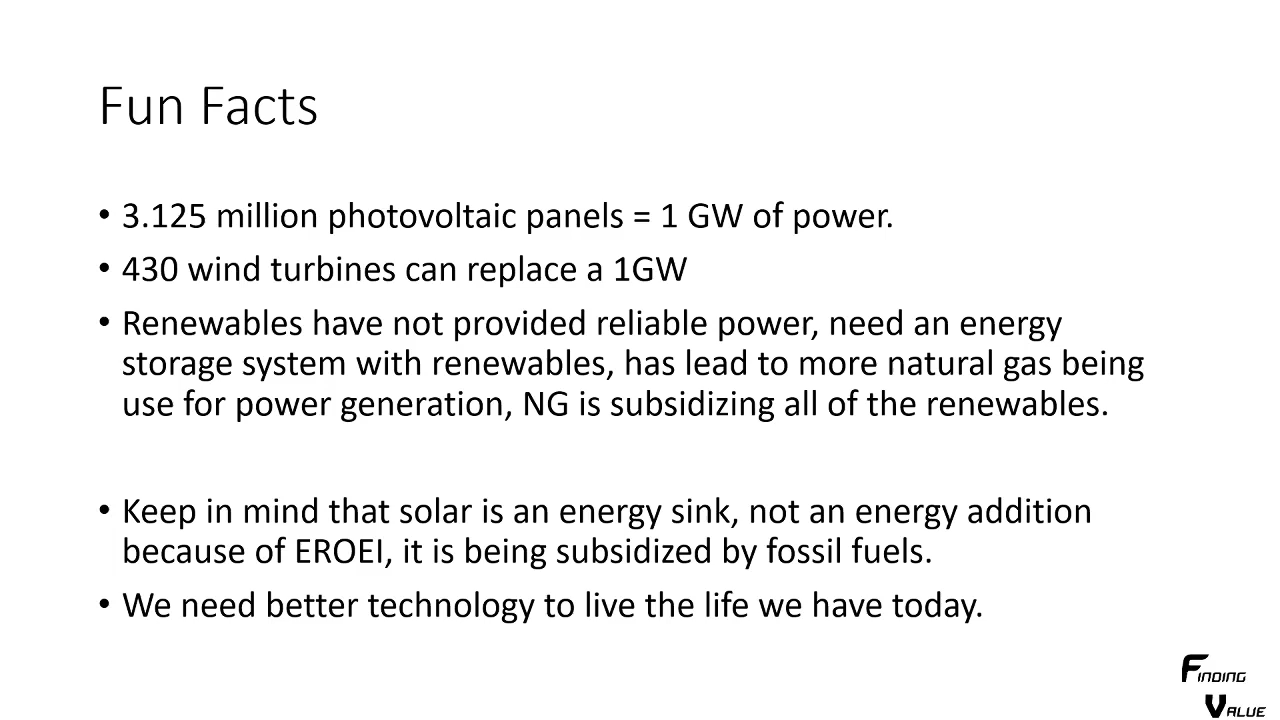 Fun Facts
• 3.125 million photovoltaic panels = 1 GW of power.
• 430 wind turbines can replace a 1GW
• Renewables have not provided reliable power, need an energy
storage system with renewables, has lead to more natural gas being
use for power generation, NG is subsidizing all of the renewables.
• Keep in mind that solar is an energy sink, not an energy addition
because of EROEI, it is being subsidized by fossil fuels.
• We need better technology to live the life we have today.
Finding
Value